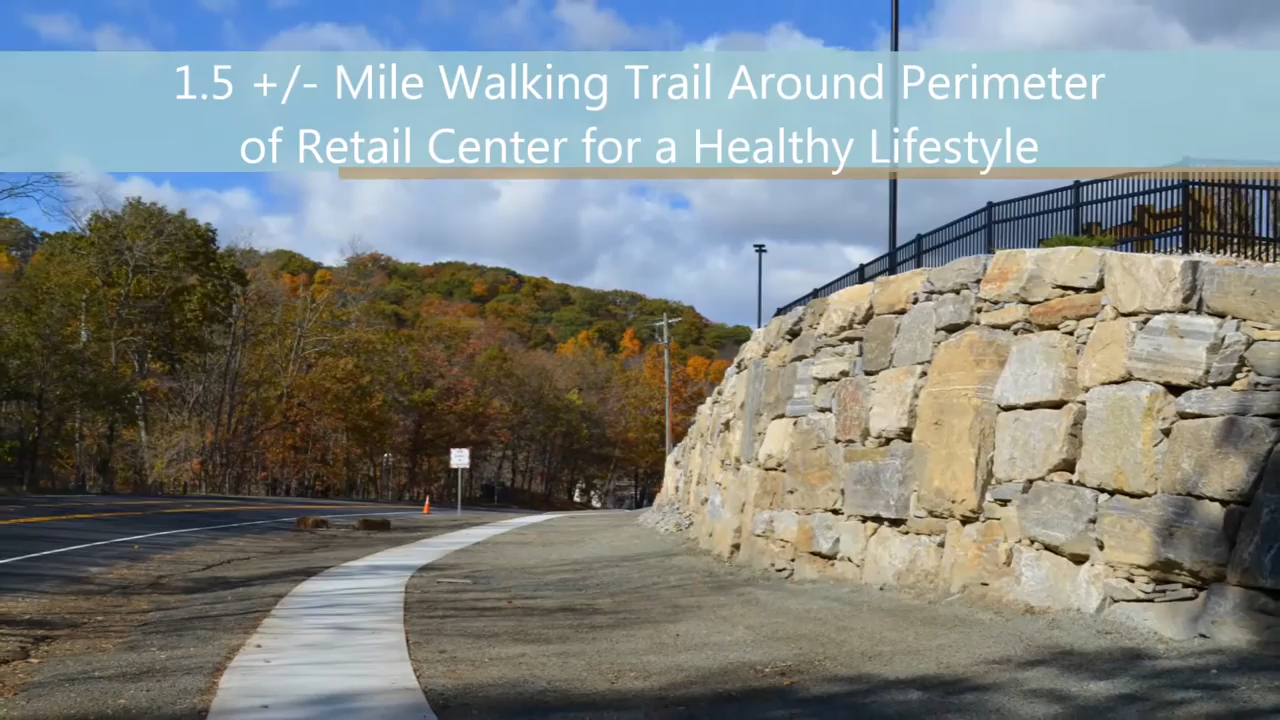 1.5 +/- Mile Walking Trail Around Perimeter
of Retail Center for a Healthy Lifestyle